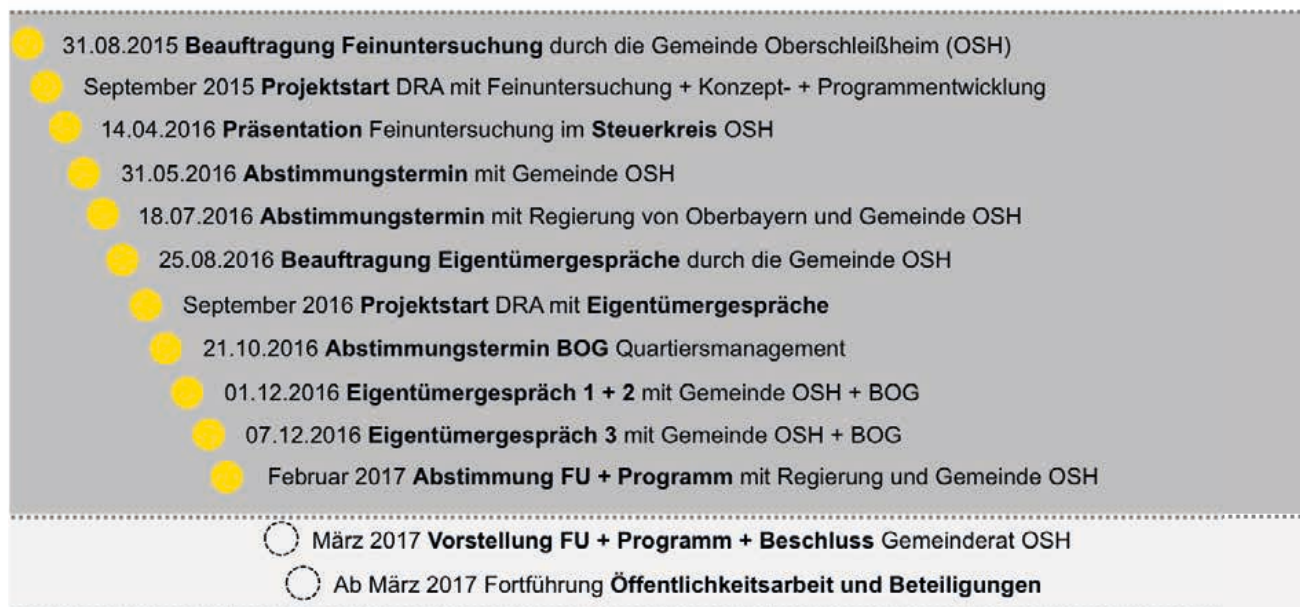 31.08.2015 Beauftragung Feinuntersuchung durch die Gemeinde Oberschleißheim (OSH)
September 2015 Projektstart DRA mit Feinuntersuchung + Konzept- + Programmentwicklung
14.04.2016 Präsentation Feinuntersuchung im Steuerkreis OSH
31.05.2016 Abstimmungstermin mit Gemeinde OSH
18.07.2016 Abstimmungstermin mit Regierung von Oberbayern und Gemeinde OSH
25.08.2016 Beauftragung Eigentümergespräche durch die Gemeinde OSH
September 2016 Projektstart DRA mit Eigentümergespräche
21.10.2016 Abstimmungstermin BOG Quartiersmanagement
01.12.2016 Eigentümergespräch 1 + 2 mit Gemeinde OSH + BOG
07.12.2016 Eigentümergespräch 3 mit Gemeinde OSH + BOG
Februar 2017 Abstimmung FU + Programm mit Regierung und Gemeinde OSH
März 2017 Vorstellung FU + Programm + Beschluss Gemeinderat OSH
Ab März 2017 Fortführung Öffentlichkeitsarbeit und Beteiligungen